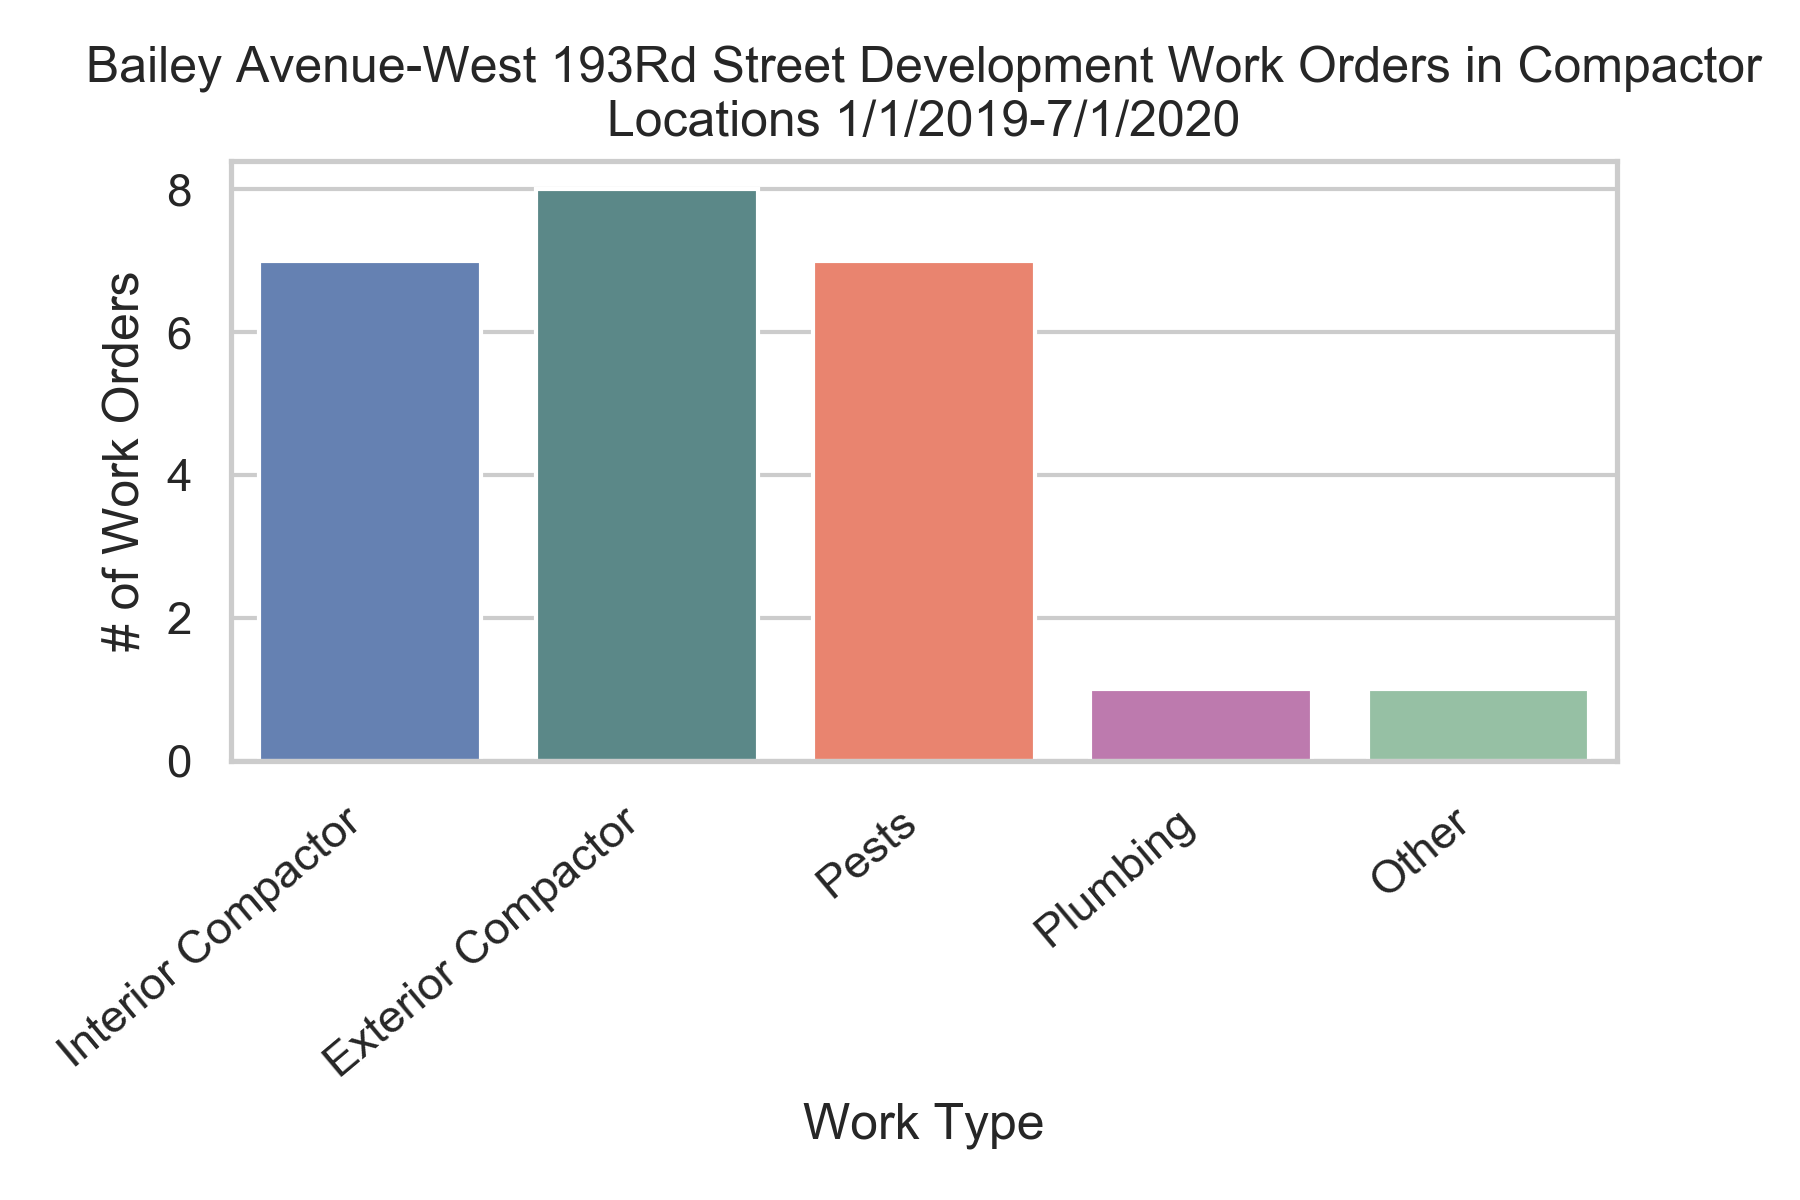 Bailey Avenue-West 193Rd Street Development Work Orders in Compactor
Locations 1/1/2019-7/1/2020
# of Work Orders
8
6
4
2
0
Interior Compactor
Exterior Compactor
Pests
Plumbing
Other
Work Type